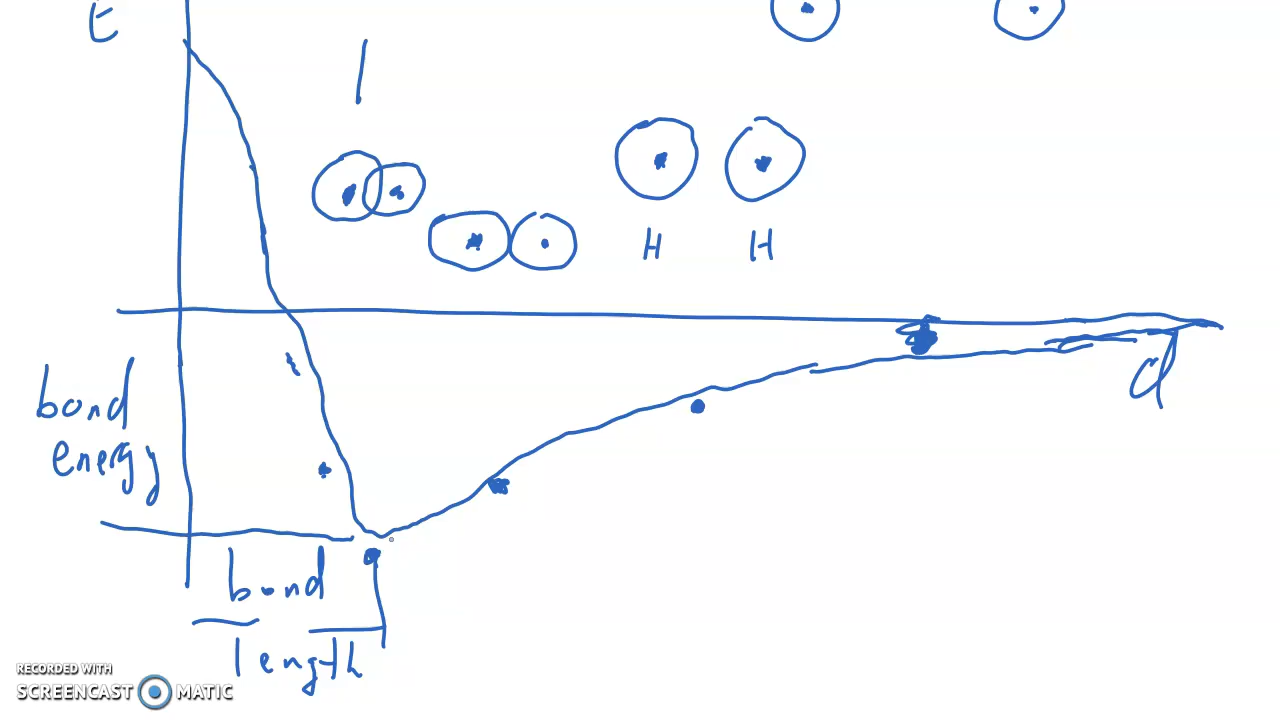 E
H H
d
bond
energy
bond
length
RECORDED WITH
SCREENCAST MATIC